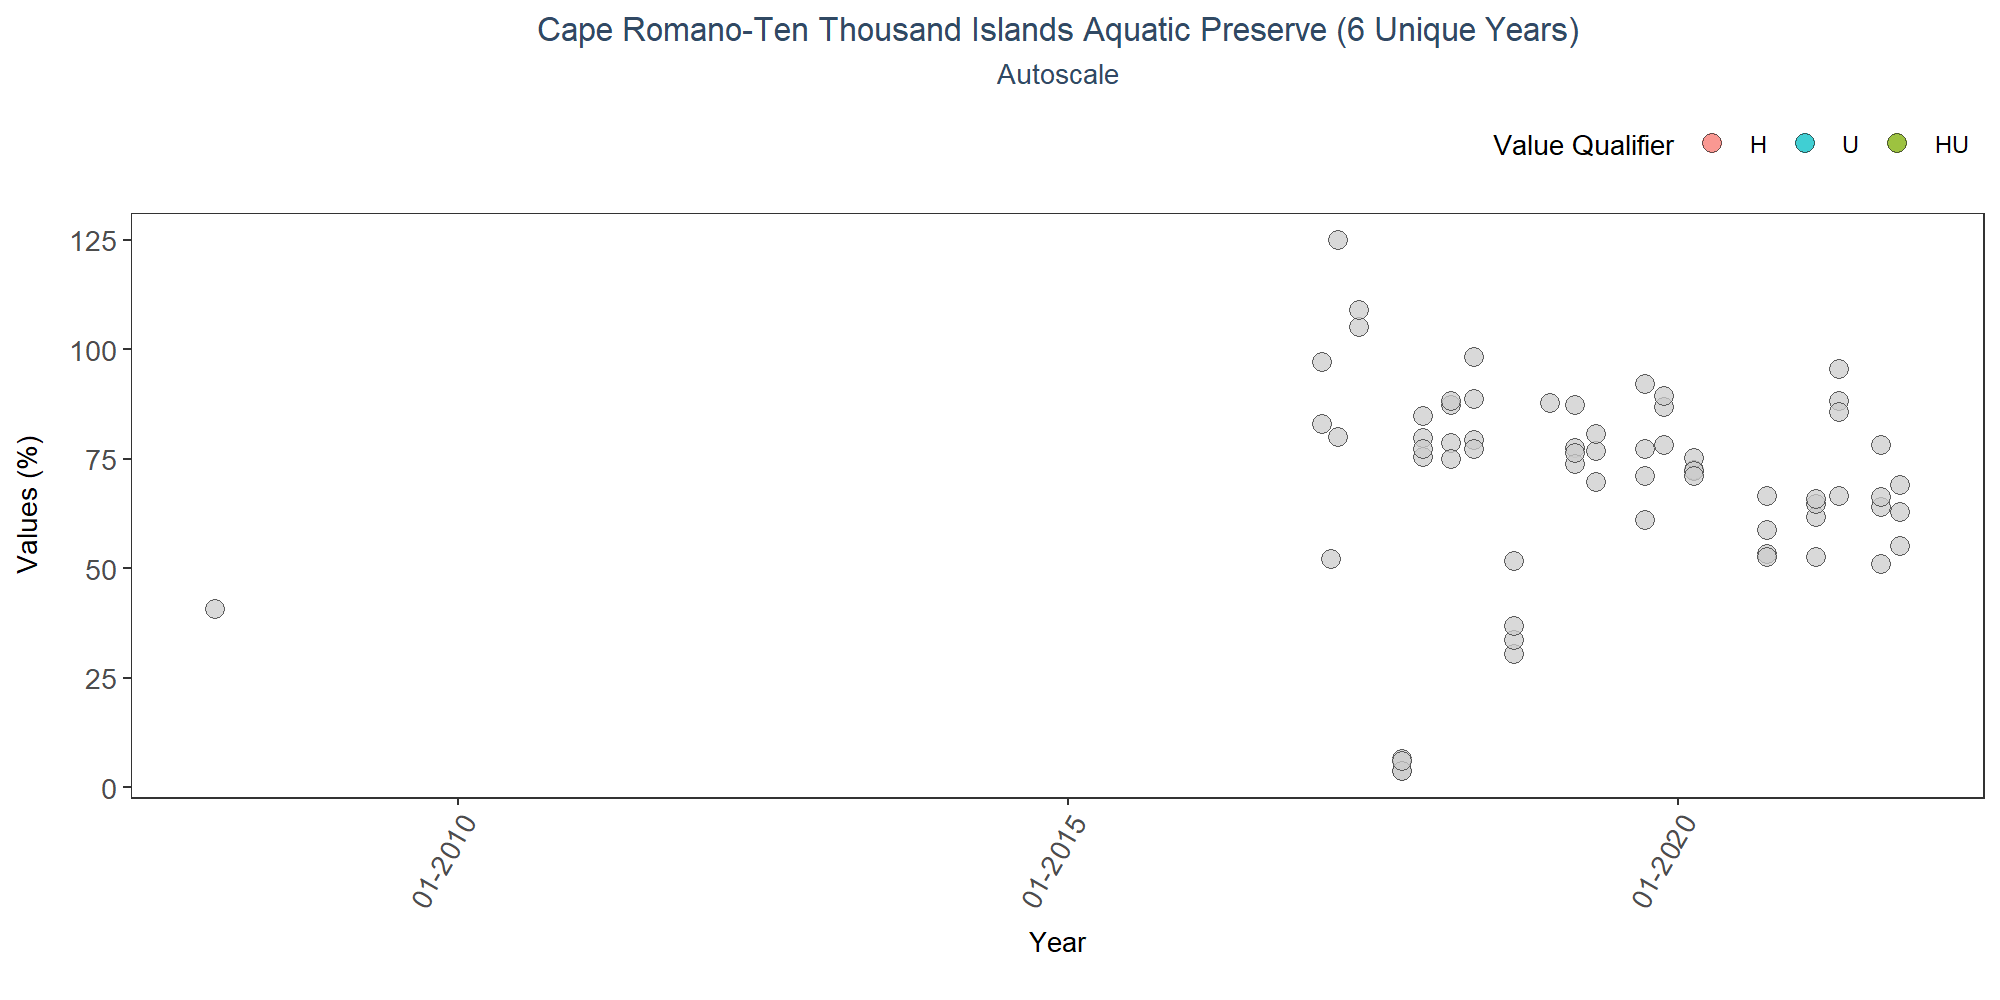 Cape Romano-Ten Thousand Islands Aquatic Preserve (6 Unique Years)
Autoscale
Value Qualifier H U HU
125
100
75
50
25
0
Values (%)
01-2010 01-2015 01-2020
Year